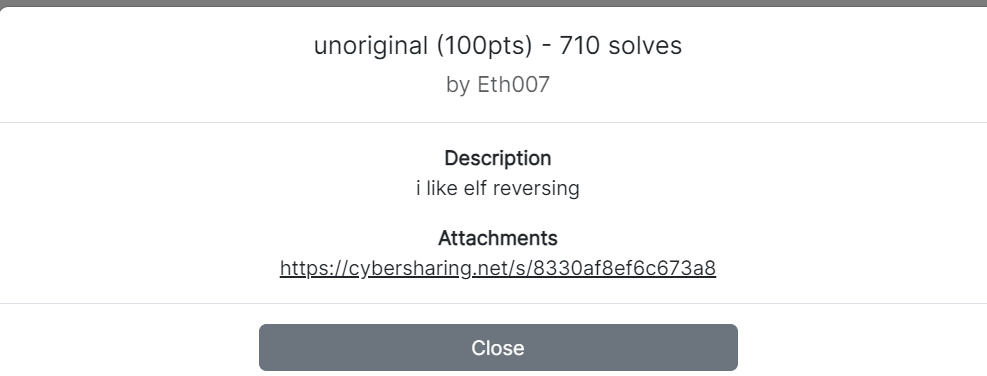 unoriginal (100pts) - 710 solves
by Eth007
Description
i like elf reversing
Attachments
https://cybersharing.net/s/8330af8ef6c673a8
Close